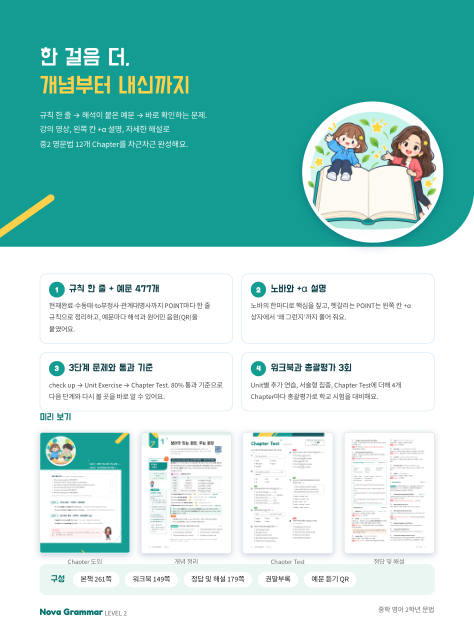 한 걸음 더,
개념부터 내신까지
규칙 한 줄 → 해석이 붙은 예문 → 바로 확인하는 문제.
강의 영상, 왼쪽 칸 +α 설명, 자세한 해설로
중2 영문법 12개 Chapter를 차근차근 완성해요.
1 규칙 한 줄 + 예문 477개
현재완료·수동태·to부정사·관계대명사까지 POINT마다 한 줄
규칙으로 정리하고, 예문마다 해석과 원어민 음원(QR)을
붙였어요.
2 노바와 +α 설명
노바의 한마디로 핵심을 짚고, 헷갈리는 POINT는 왼쪽 칸 +α
상자에서 ‘왜 그런지’까지 풀어 줘요.
3 3단계 문제와 통과 기준
check up → Unit Exercise → Chapter Test. 80% 통과 기준으로
다음 단계와 다시 볼 곳을 바로 알 수 있어요.
4 워크북과 총괄평가 3회
Unit별 추가 연습, 서술형 집중, Chapter Test에 더해 4개
Chapter마다 총괄평가로 학교 시험을 대비해요.
미리 보기
Chapter Test
Chapter 도입
개념 정리
Chapter Test
정답 및 해설
구성
본책 261쪽
워크북 149쪽
정답 및 해설 179쪽
권말부록
예문 듣기 QR
Nova Grammar LEVEL 2
중학 영어 2학년 문법